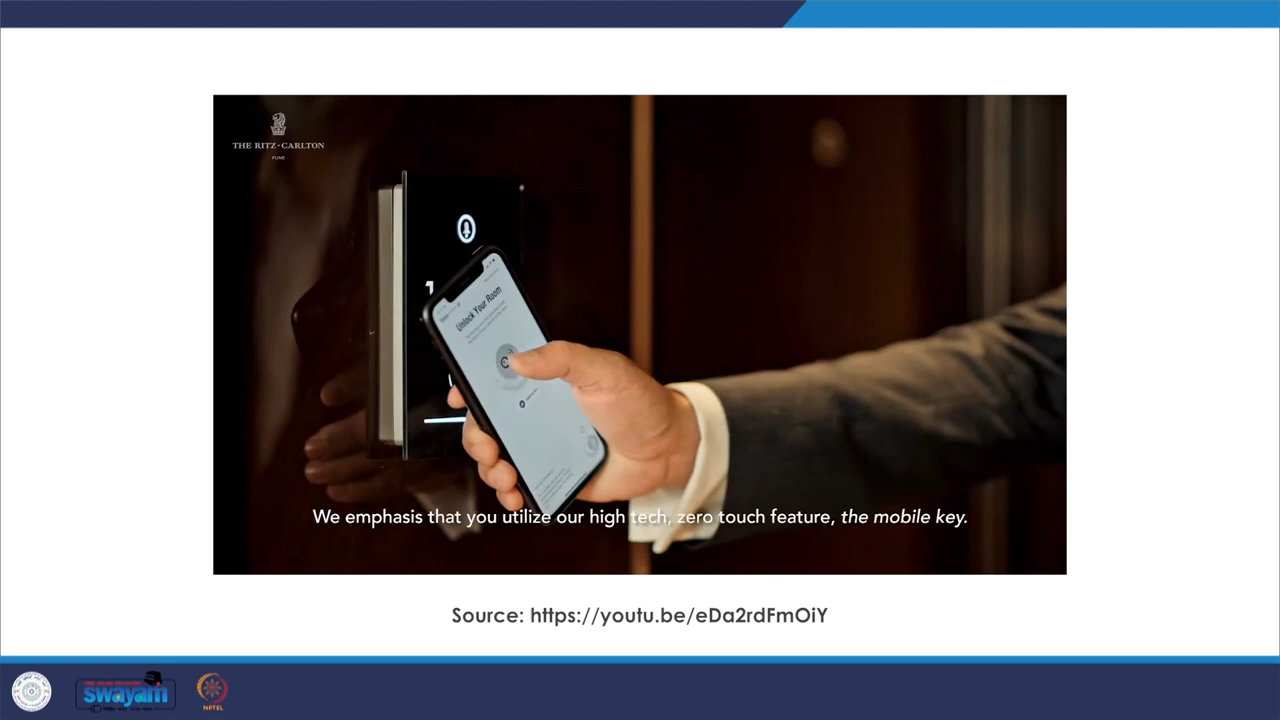 THE RITZ-CARLTON
PUNE
Unlock Your Room
We emphasis that you utilize our high tech, zero touch feature, the mobile key.
Source: https://youtu.be/eDa2rdFmOiY
swayam
NPTEL